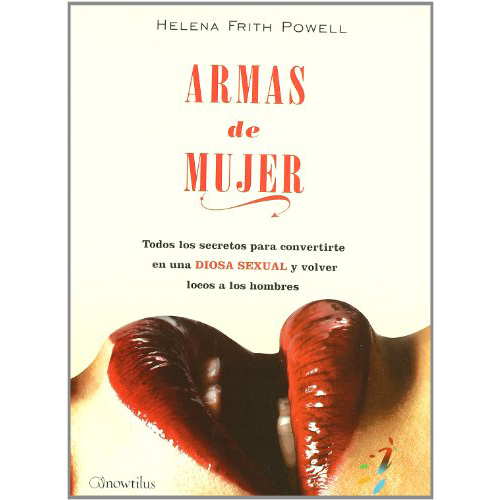 HELENA FRITH POWELL
ARMAS
de
MUJER
Todos los secretos para convertirte
en una DIOSA SEXUAL y volver
locos a los hombres
nowtilus